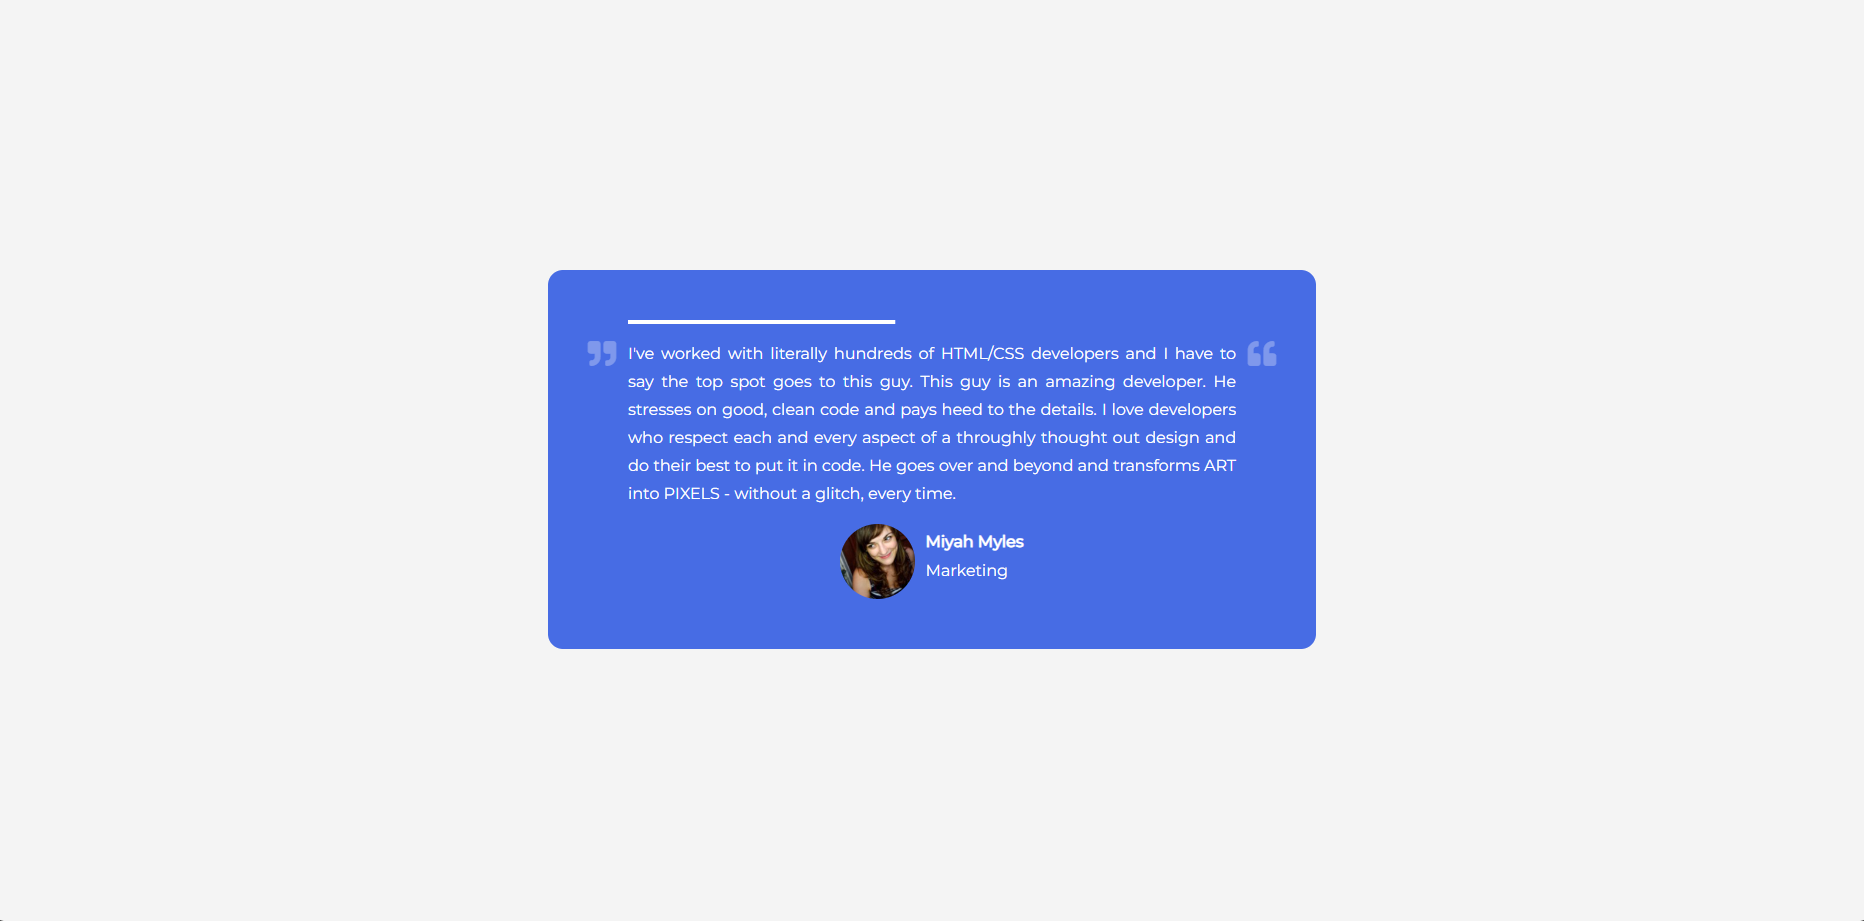 I've worked with literally hundreds of HTML/CSS developers and I have to
say the top spot goes to this guy. This guy is an amazing developer. He
stresses on good, clean code and pays heed to the details. I love developers
who respect each and every aspect of a throughly thought out design and
do their best to put it in code. He goes over and beyond and transforms ART
into PIXELS - without a glitch, every time.
Miyah Myles
Marketing